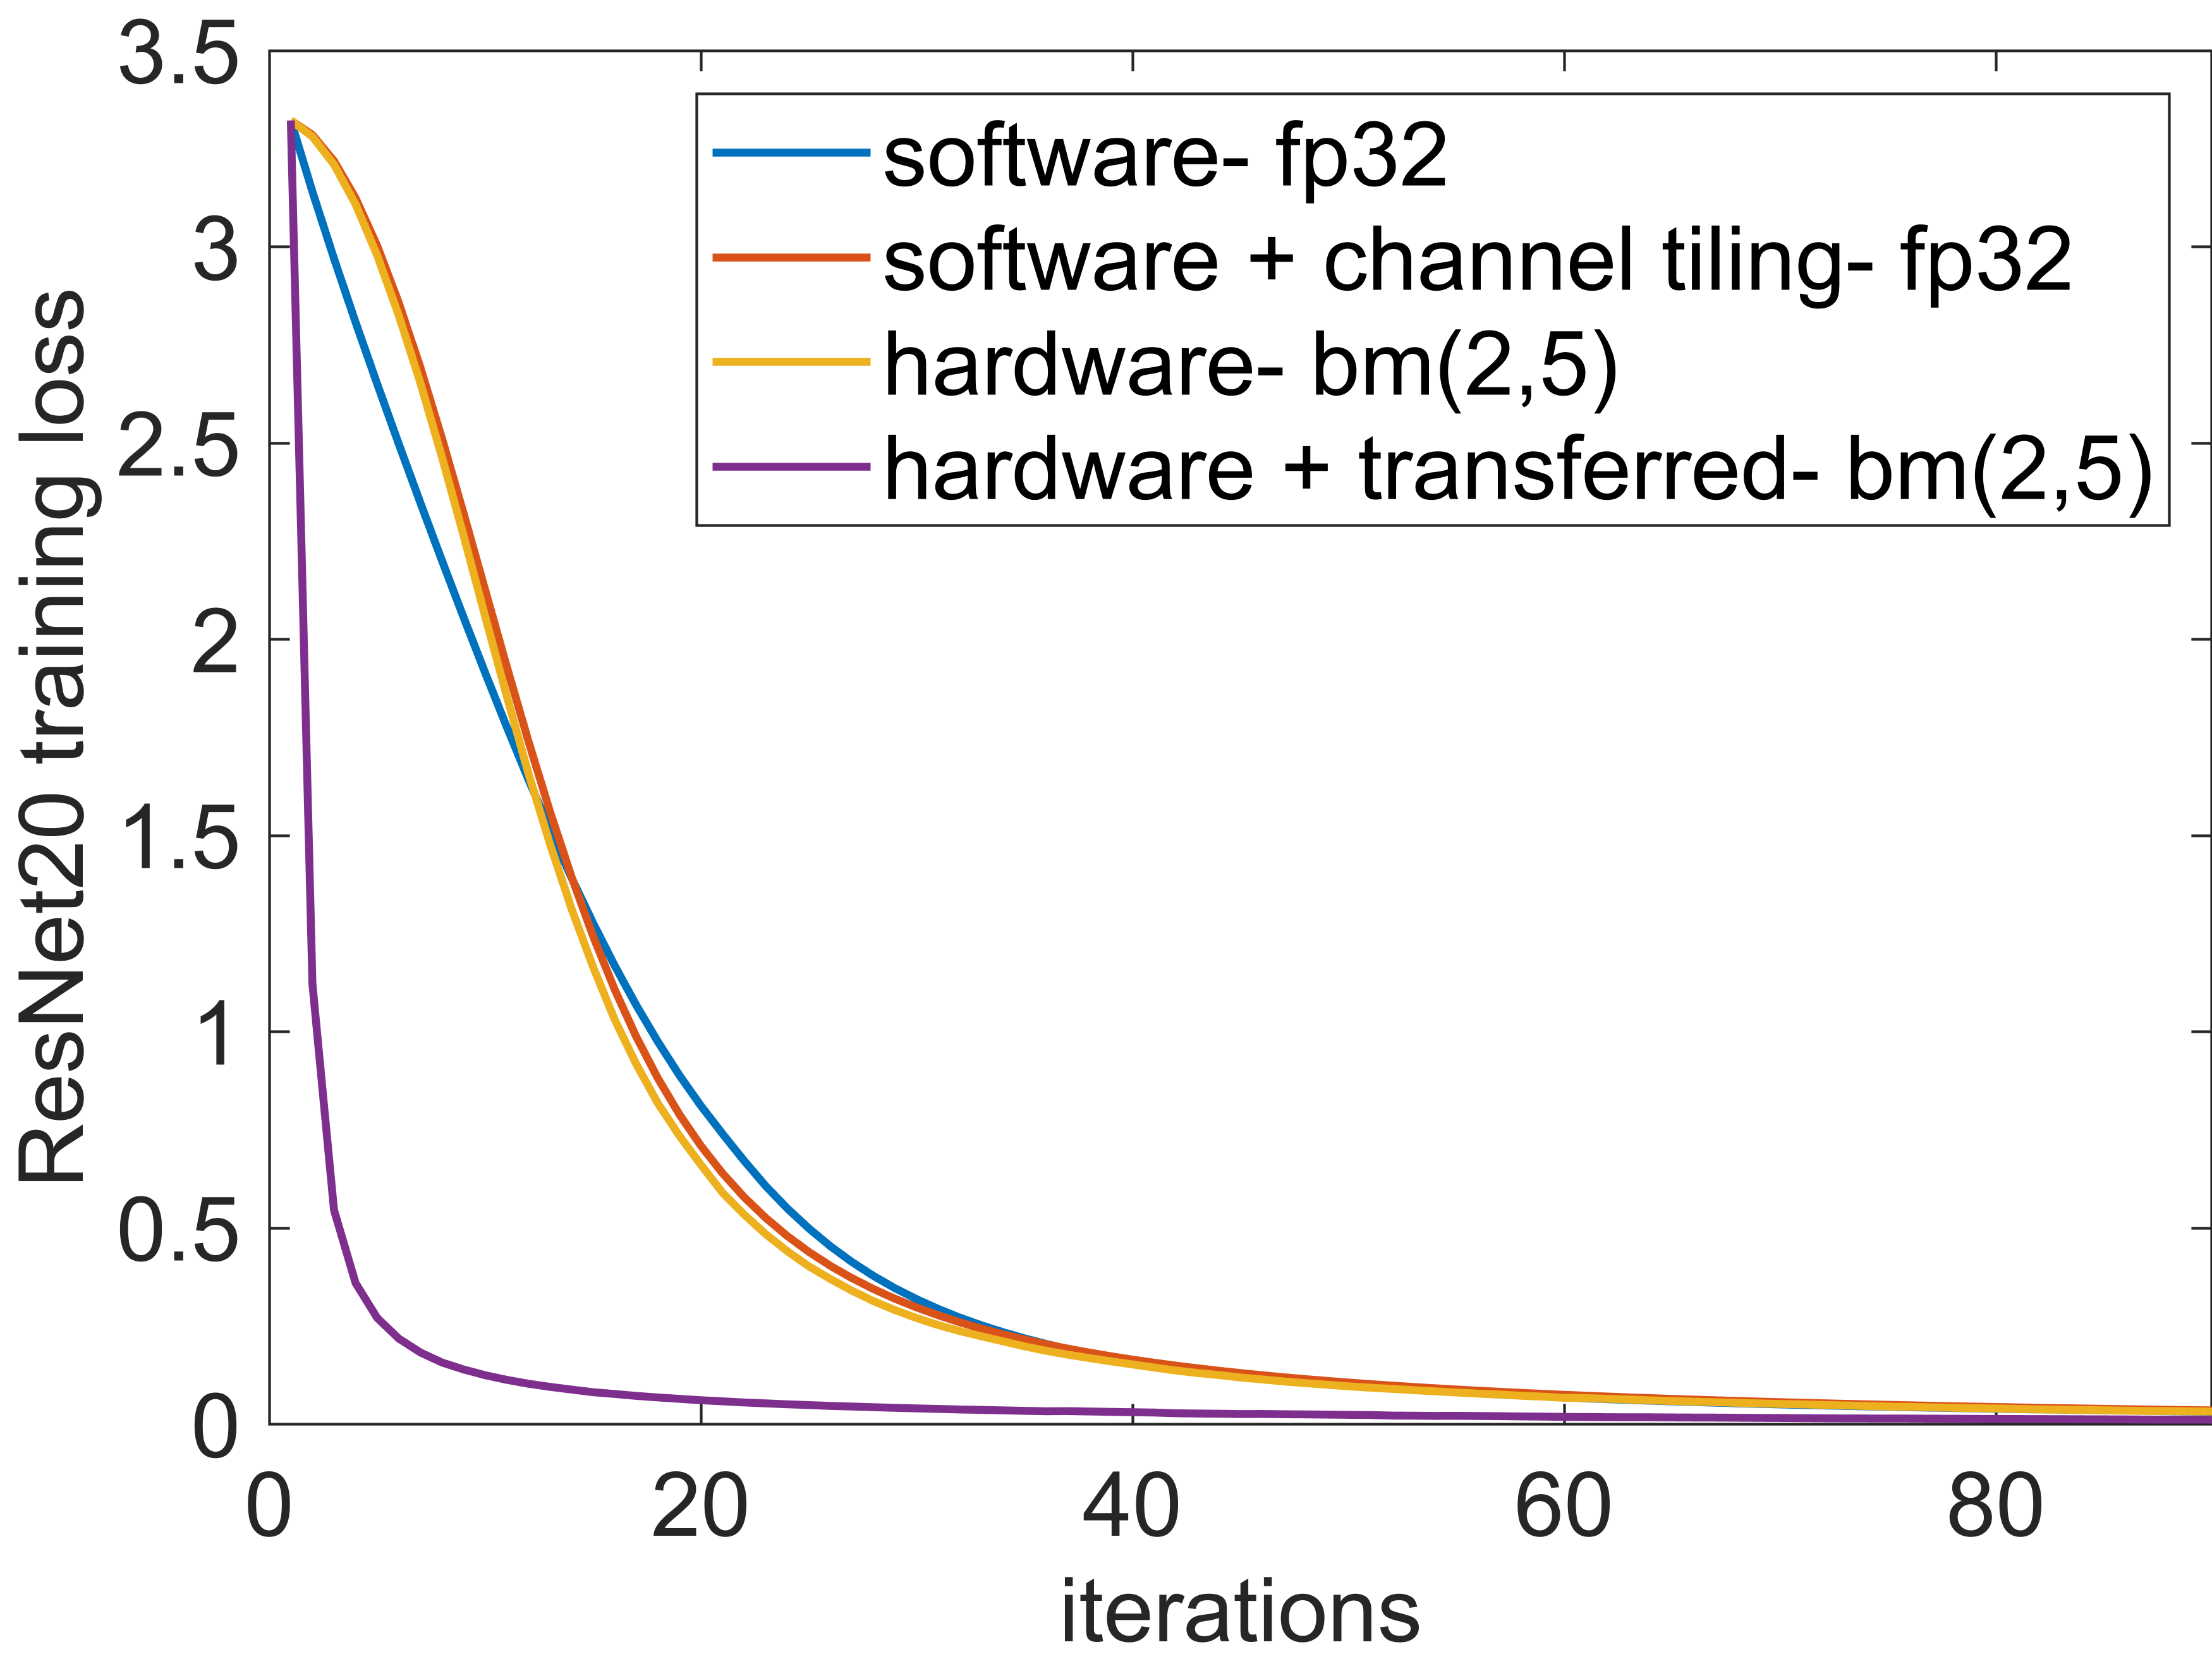 3.5
3
2.5
2
1.5
1
0.5
0
ResNet20 training loss
software- fp32
software + channel tiling- fp32
hardware- bm(2,5)
hardware + transferred- bm(2,5)
0 20 40 60 80
iterations